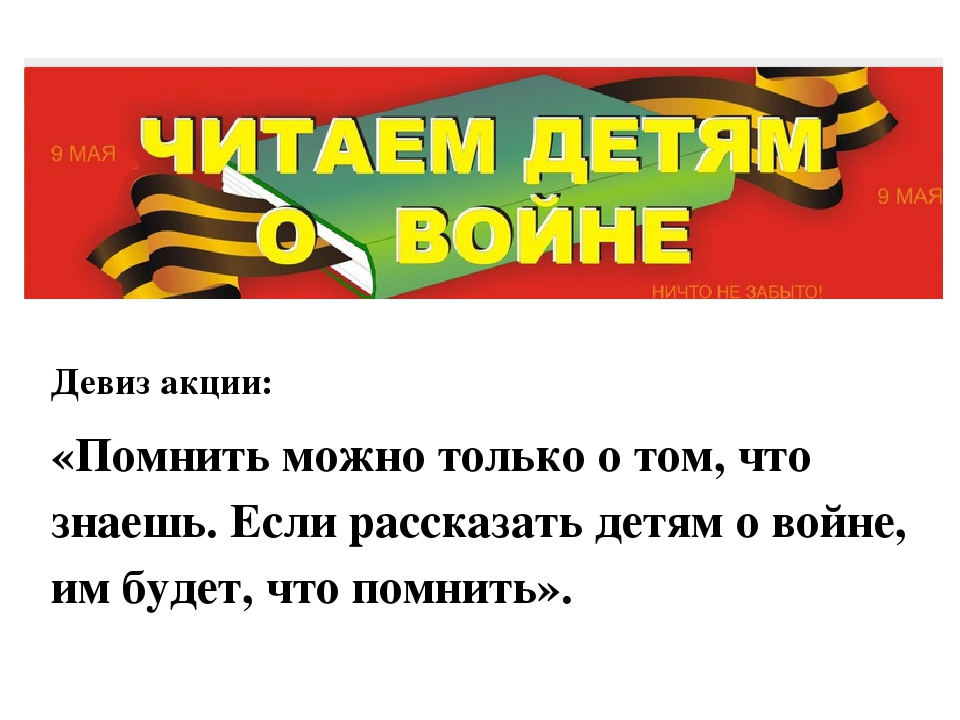 9 МАЯ
ЧИТАЕМ ДЕТЯМ
О ВОЙНЕ
9 МАЯ
НИЧТО НЕ ЗАБЫТО!
Девиз акции:
«Помнить можно только о том, что
знаешь. Если рассказать детям о войне,
им будет, что помнить».